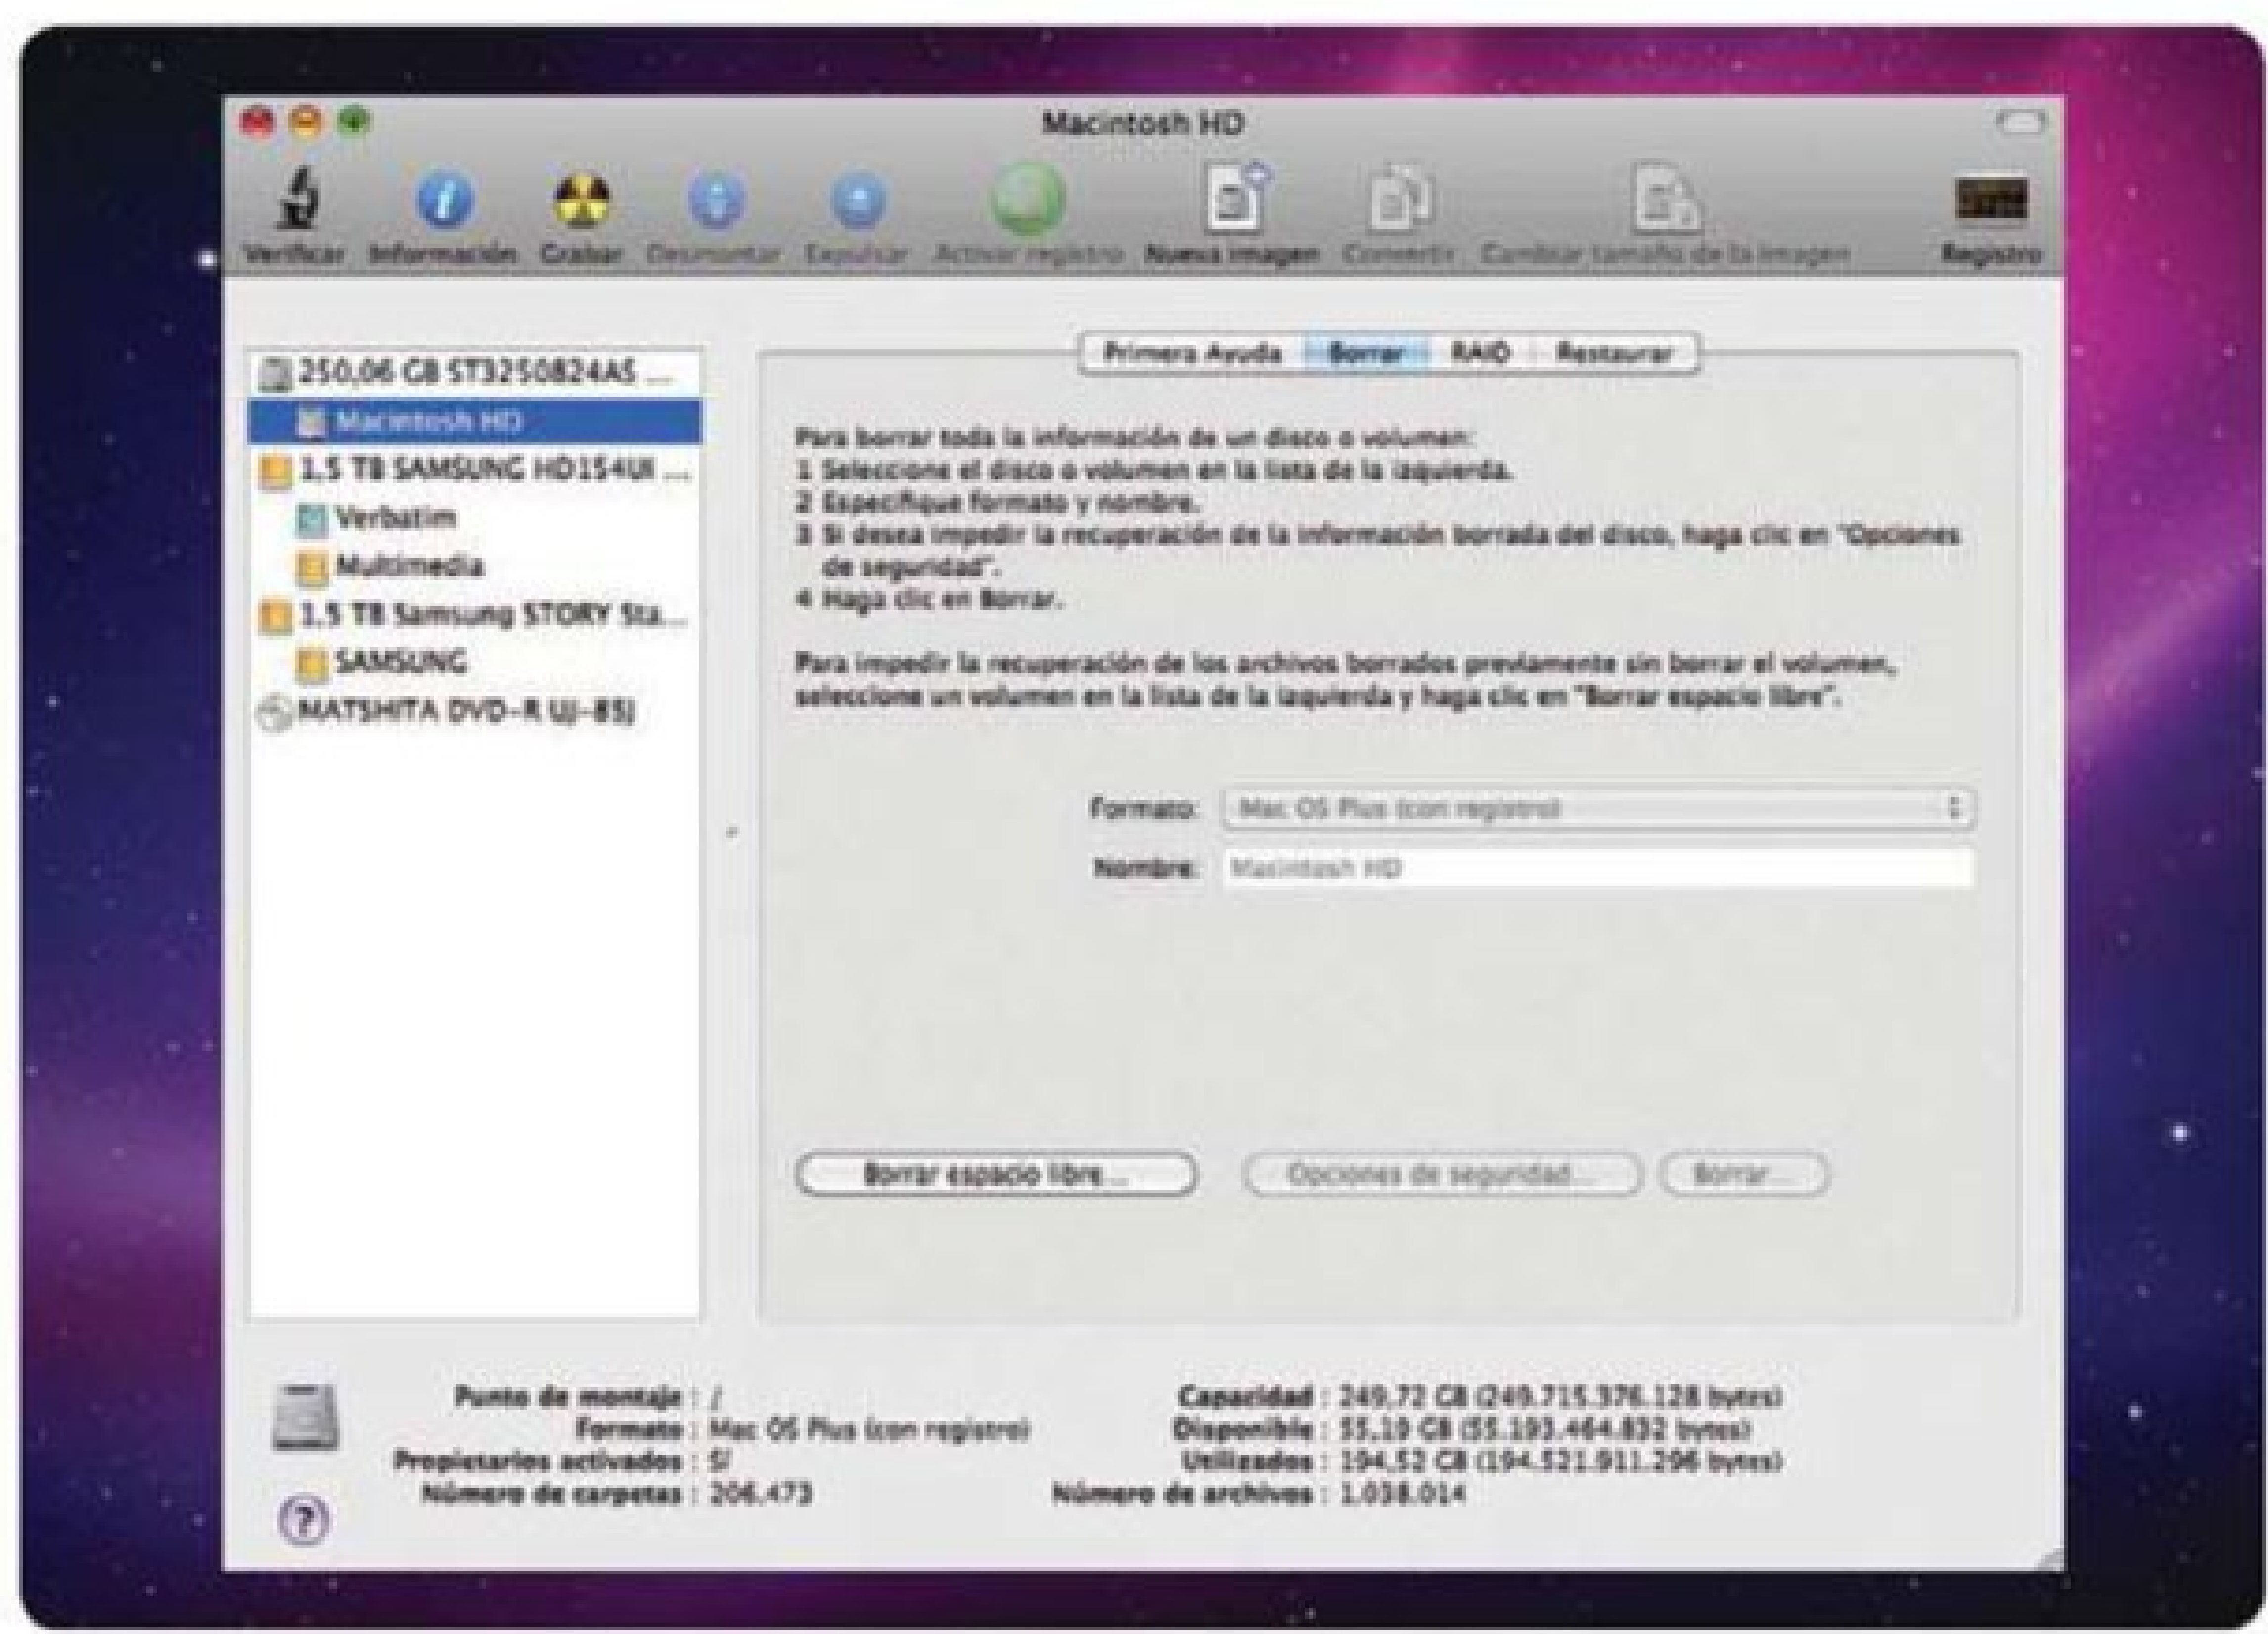 Macintosh HD
Verificar Información Grabar Desmontar Expulsar Activar registro Nueva imagen Convertir Cambiar tamaño de la imagen Registro
250,06 GB ST3250824AS ...
Macintosh HD
1,5 TB SAMSUNG HD154UI ...
Verbatim
Multimedia
1,5 TB Samsung STORY Sta...
SAMSUNG
MATSHITA DVD-R UJ-85J
Primera Ayuda Borrar RAID Restaurar
Para borrar toda la información de un disco o volumen:
1 Seleccione el disco o volumen en la lista de la izquierda.
2 Especifique formato y nombre.
3 Si desea impedir la recuperación de la información borrada del disco, haga clic en "Opciones
de seguridad".
4 Haga clic en Borrar.
Para impedir la recuperación de los archivos borrados previamente sin borrar el volumen,
seleccione un volumen en la lista de la izquierda y haga clic en "Borrar espacio libre".
Formato: Mac OS Plus (con registro)
Nombre: Macintosh HD
Borrar espacio libre... Opciones de seguridad... Borrar...
Punto de montaje : /
Formato : Mac OS Plus (con registro)
Propietarios activados : Sí
Número de carpetas : 206.473
Capacidad : 249,72 GB (249.715.376.128 bytes)
Disponible : 55,19 GB (55.193.464.832 bytes)
Utilizados : 194,52 GB (194.521.911.296 bytes)
Número de archivos : 1.038.014
?